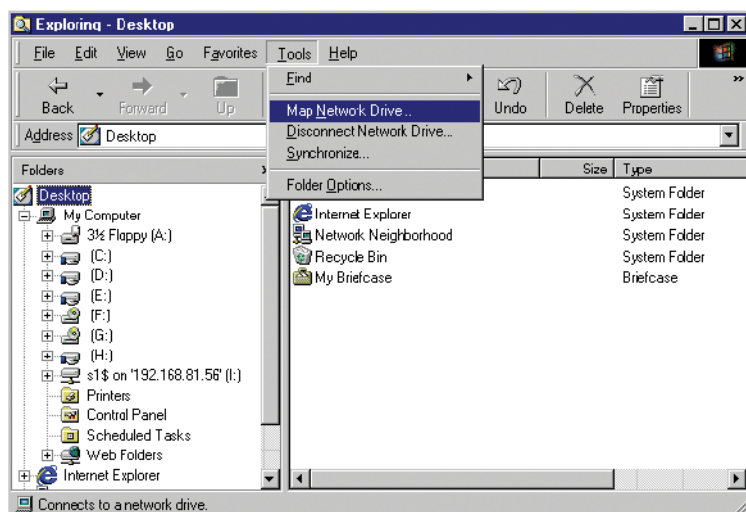 Exploring - Desktop
File Edit View Go Favorites Tools Help
Back Forward Up Undo Delete Properties »
Find
Map Network Drive...
Disconnect Network Drive...
Synchronize...
Folder Options...
Address Desktop
Folders
Size Type
Desktop
My Computer
3½ Floppy (A:)
(C:)
(D:)
(E:)
(F:)
(G:)
(H:)
s1$ on '192.168.81.56' (I:)
Printers
Control Panel
Scheduled Tasks
Web Folders
Internet Explorer
System Folder
Internet Explorer System Folder
Network Neighborhood System Folder
Recycle Bin System Folder
My Briefcase Briefcase
Connects to a network drive.